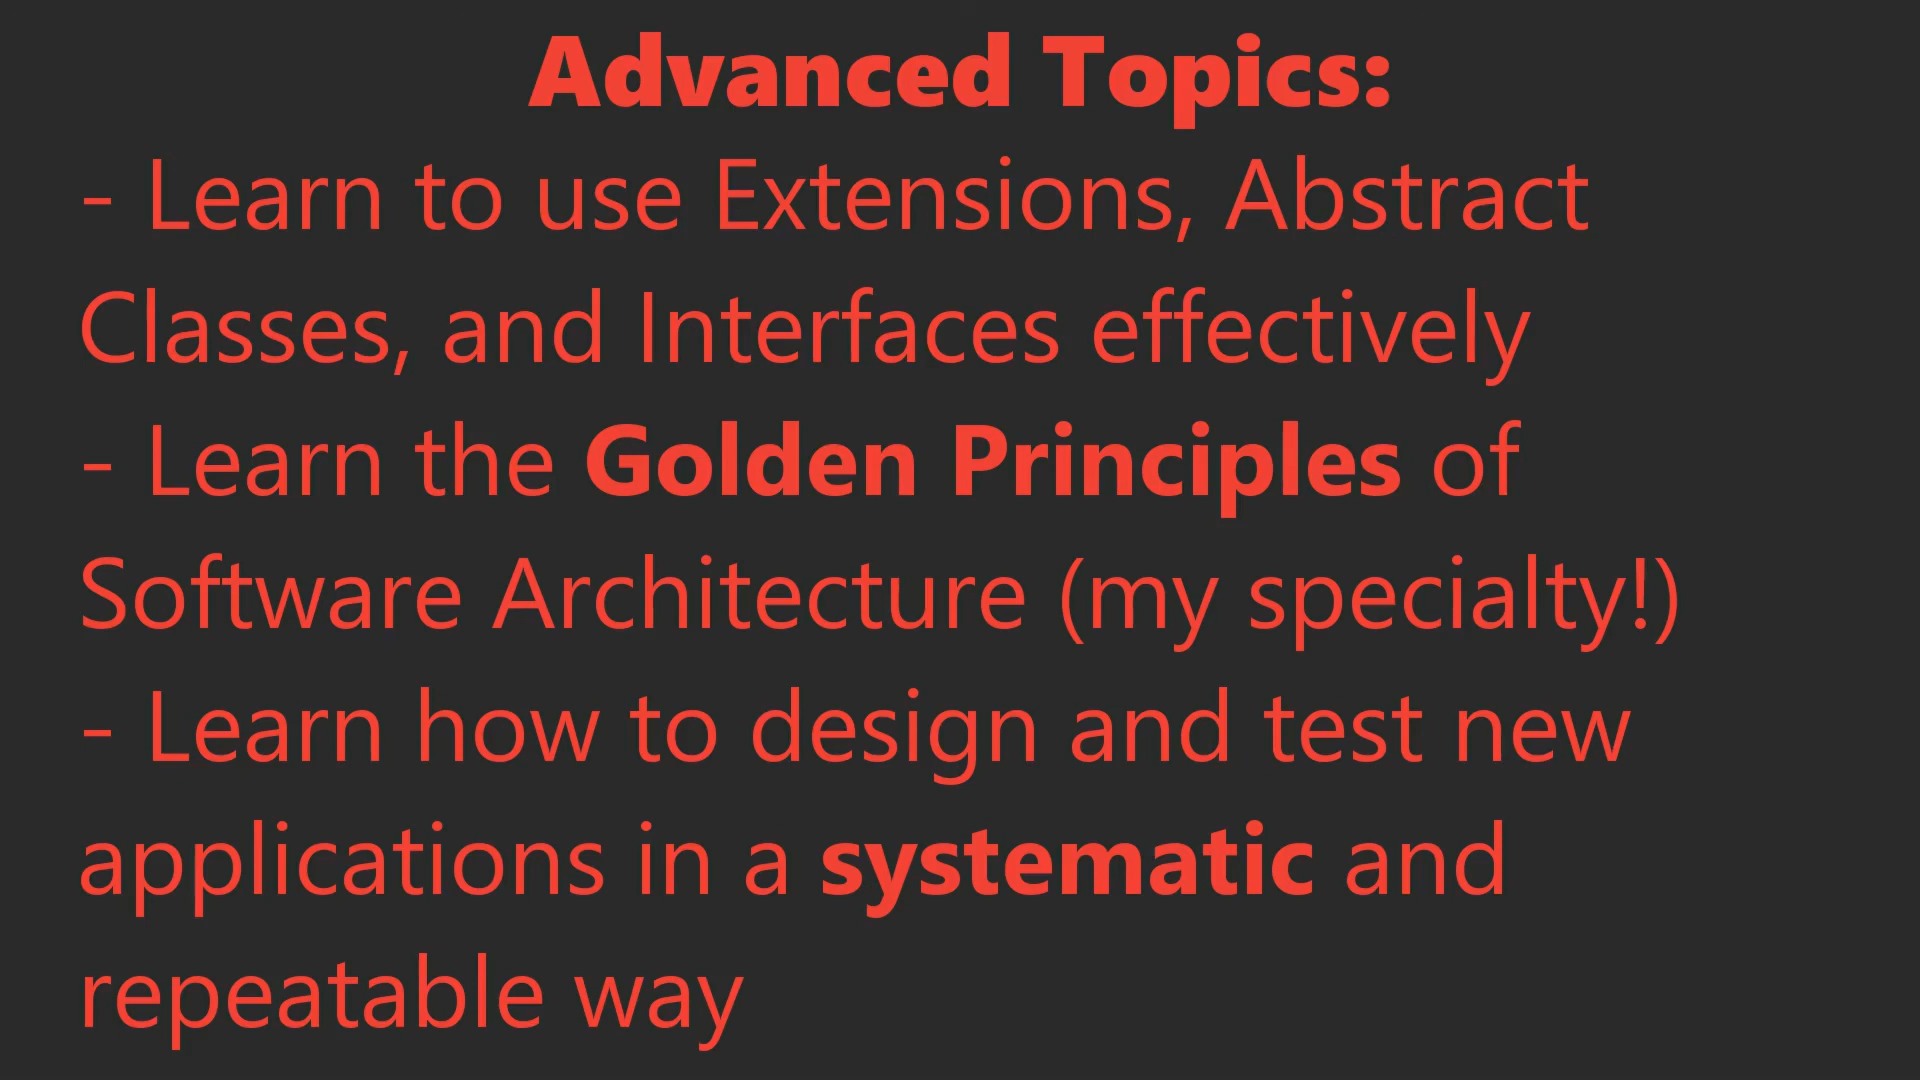 Advanced Topics:
- Learn to use Extensions, Abstract
Classes, and Interfaces effectively
- Learn the Golden Principles of
Software Architecture (my specialty!)
- Learn how to design and test new
applications in a systematic and
repeatable way